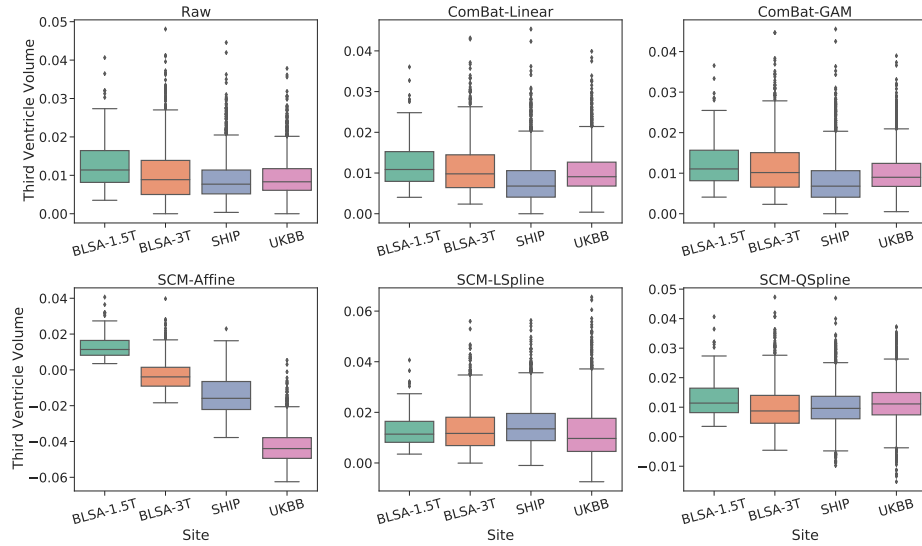 Raw
ComBat-Linear
ComBat-GAM
Third Ventricle Volume
0.05
0.04
0.03
0.02
0.01
0.00
0.04
0.03
0.02
0.01
0.00
0.04
0.03
0.02
0.01
0.00
BLSA-1.5T BLSA-3T SHIP UKBB
BLSA-1.5T BLSA-3T SHIP UKBB
BLSA-1.5T BLSA-3T SHIP UKBB
SCM-Affine
SCM-LSpline
SCM-QSpline
Third Ventricle Volume
0.04
0.02
0.00
−0.02
−0.04
−0.06
0.06
0.04
0.02
0.00
0.05
0.04
0.03
0.02
0.01
0.00
−0.01
BLSA-1.5T BLSA-3T SHIP UKBB
BLSA-1.5T BLSA-3T SHIP UKBB
BLSA-1.5T BLSA-3T SHIP UKBB
Site
Site
Site